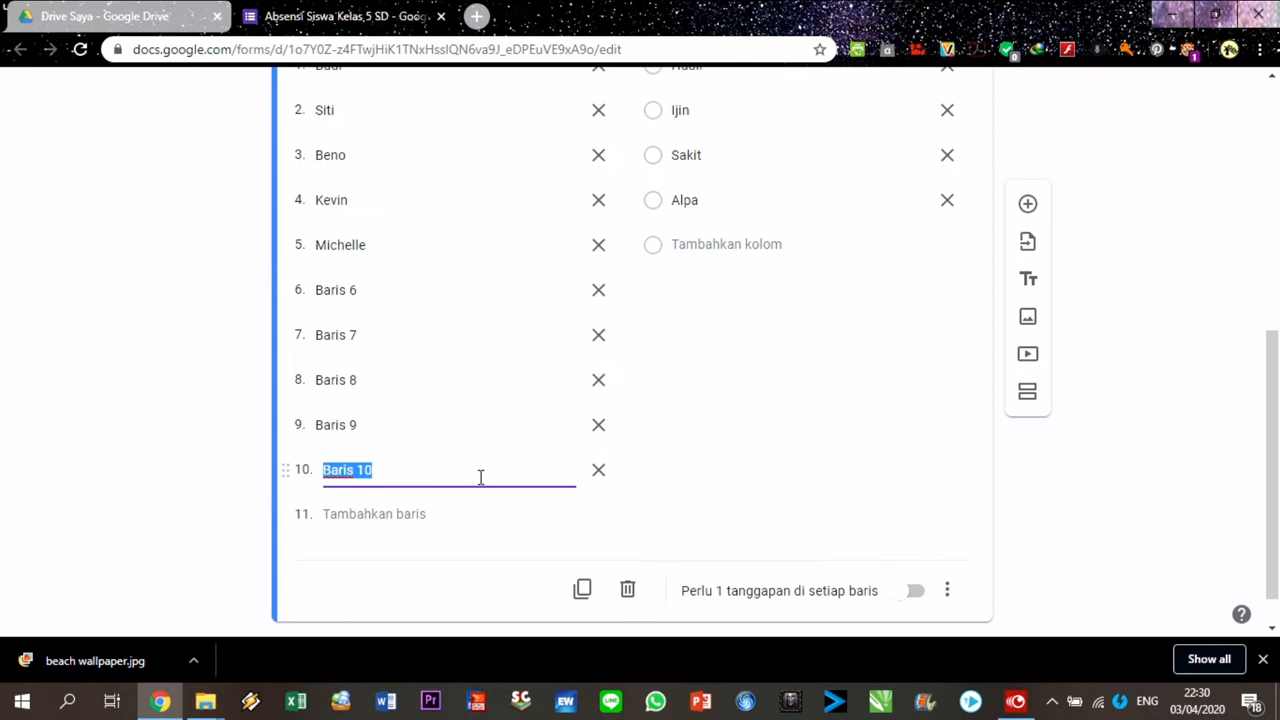 Drive Saya - Google Drive
Absensi Siswa Kelas 5 SD - Goog
docs.google.com/forms/d/1o7Y0Z-z4FTwjHiK1TNxHssIQN6va9J_eDPEuVE9xA9o/edit
2. Siti
Ijin
3. Beno
Sakit
4. Kevin
Alpa
5. Michelle
Tambahkan kolom
6. Baris 6
7. Baris 7
8. Baris 8
9. Baris 9
10. Baris 10
11. Tambahkan baris
Perlu 1 tanggapan di setiap baris
beach wallpaper.jpg
Show all
ENG
22:30
03/04/2020
18